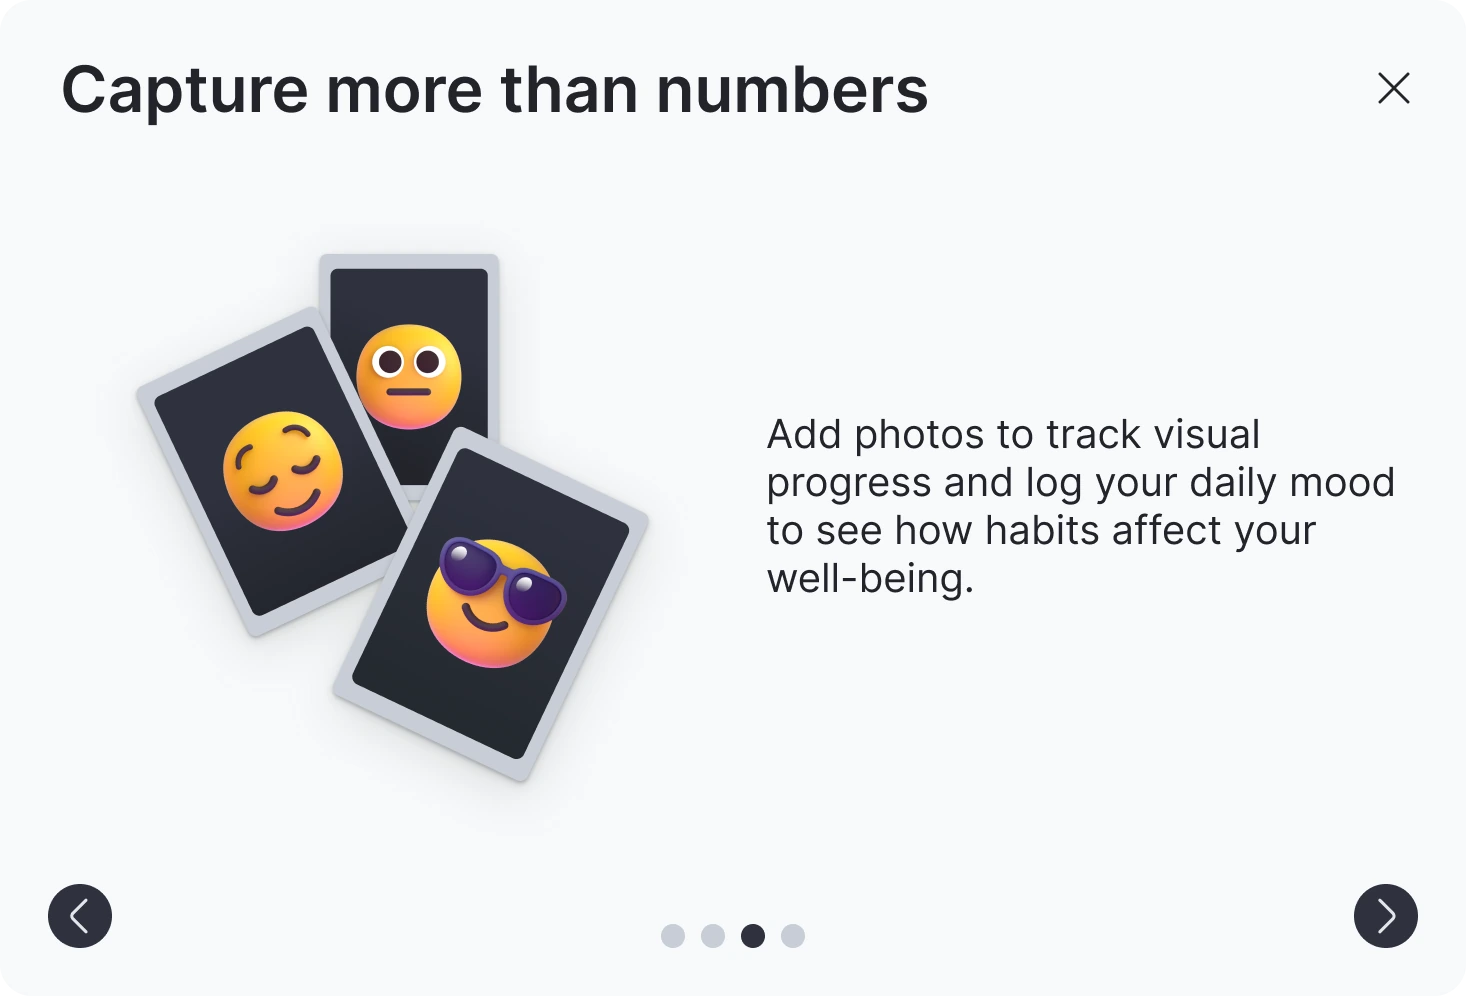 Capture more than numbers
Add photos to track visual
progress and log your daily mood
to see how habits affect your
well-being.